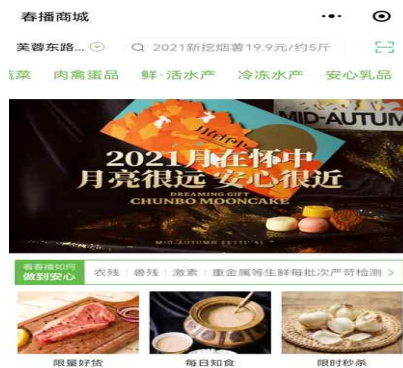 春播商城
芙蓉东路...
2021新挖烟薯19.9元/约5斤
蔬菜 肉禽蛋品 鲜·活水产 冷冻水产 安心乳品
MID-AUTUM
2021月在怀中
月亮很远 安心很近
DREAMING GIFT
CHUNBO MOONCAKE
MID-AUTUMN FESTIVAL
看春播如何
做到安心
农残 | 兽残 | 激素 | 重金属等生鲜每批次严苛检测 >
限量好货 每日知食 限时秒杀